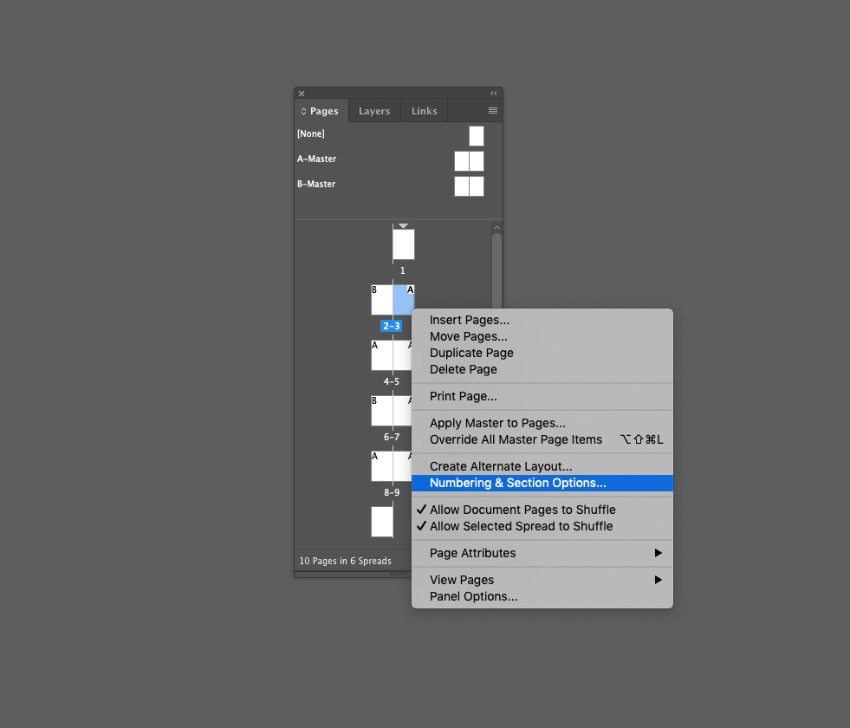 Pages Layers Links
[None]
A-Master
B-Master
1
B A
2-3
A A
4-5
B A
6-7
A A
8-9
10 Pages in 6 Spreads
Insert Pages...
Move Pages...
Duplicate Page
Delete Page
Print Page...
Apply Master to Pages...
Override All Master Page Items ⌥⇧⌘L
Create Alternate Layout...
Numbering & Section Options...
✓ Allow Document Pages to Shuffle
✓ Allow Selected Spread to Shuffle
Page Attributes
View Pages
Panel Options...